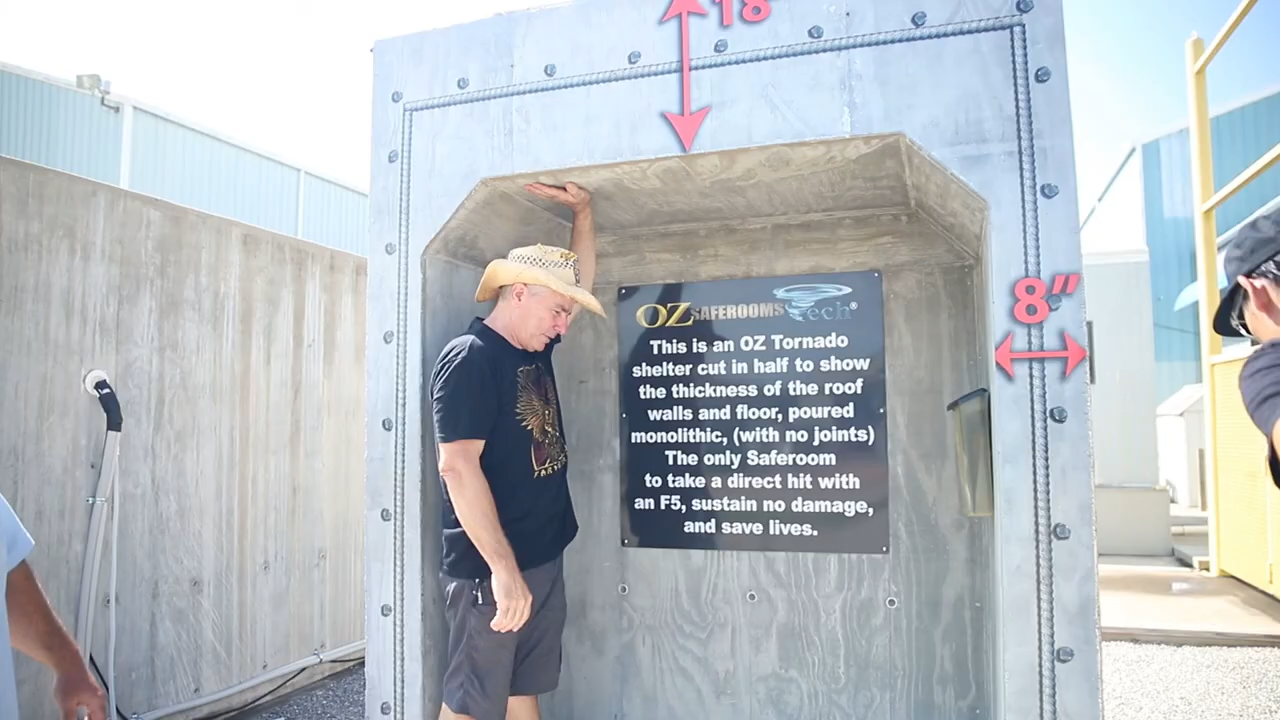 18"
OZ SAFEROOMS Tech®
This is an OZ Tornado
shelter cut in half to show
the thickness of the roof
walls and floor, poured
monolithic, (with no joints)
The only Saferoom
to take a direct hit with
an F5, sustain no damage,
and save lives.
8"